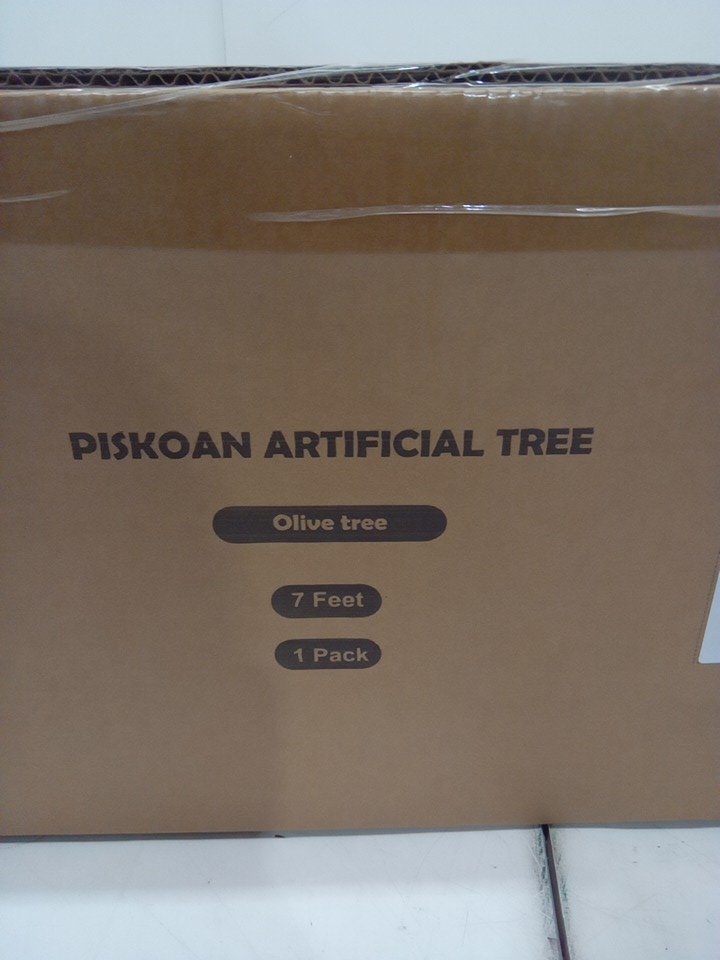 PISKOAN ARTIFICIAL TREE
Olive tree
7 Feet
1 Pack